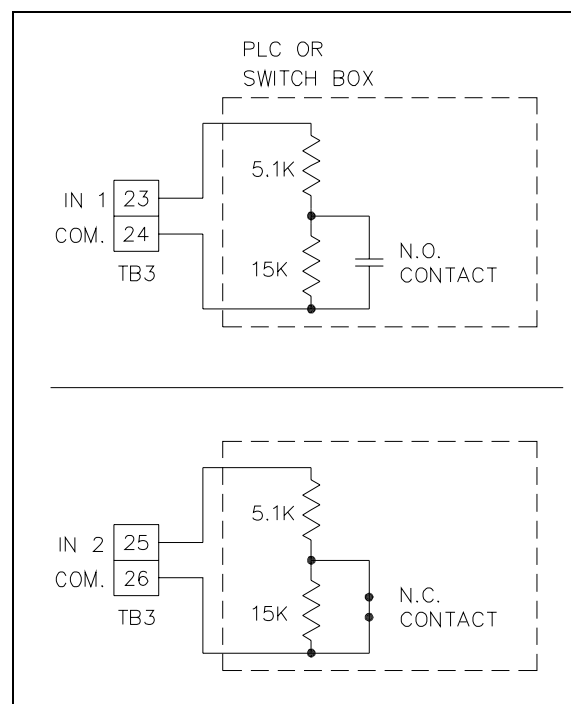 PLC OR
SWITCH BOX
5.1K
IN 1 23
COM. 24
TB3
15K
N.O.
CONTACT
5.1K
IN 2 25
COM. 26
TB3
15K
N.C.
CONTACT